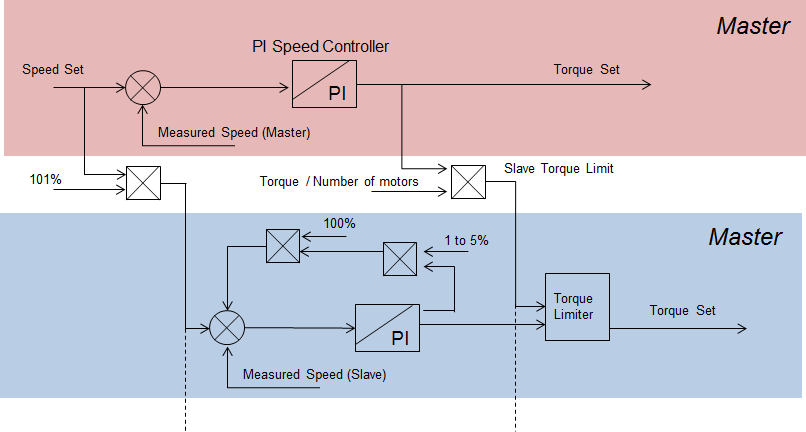 Master
PI Speed Controller
Speed Set
Torque Set
PI
Measured Speed (Master)
101%
Torque / Number of motors
Slave Torque Limit
Master
100%
1 to 5%
Torque
Limiter
Torque Set
PI
Measured Speed (Slave)